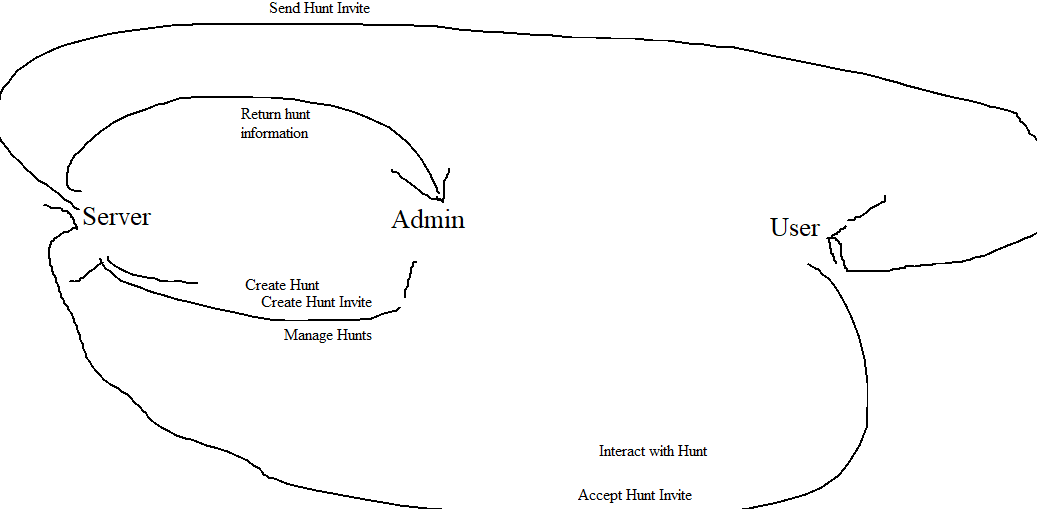 Send Hunt Invite
Return hunt
information
Server
Admin
User
Create Hunt
Create Hunt Invite
Manage Hunts
Interact with Hunt
Accept Hunt Invite